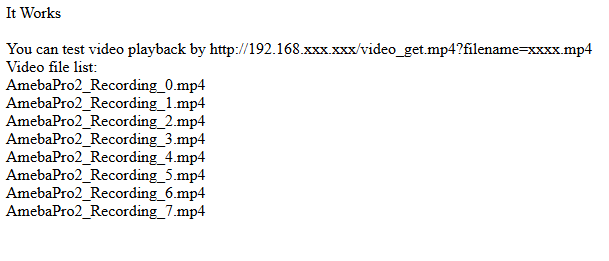 It Works
You can test video playback by http://192.168.xxx.xxx/video_get.mp4?filename=xxxx.mp4
Video file list:
AmebaPro2_Recording_0.mp4
AmebaPro2_Recording_1.mp4
AmebaPro2_Recording_2.mp4
AmebaPro2_Recording_3.mp4
AmebaPro2_Recording_4.mp4
AmebaPro2_Recording_5.mp4
AmebaPro2_Recording_6.mp4
AmebaPro2_Recording_7.mp4